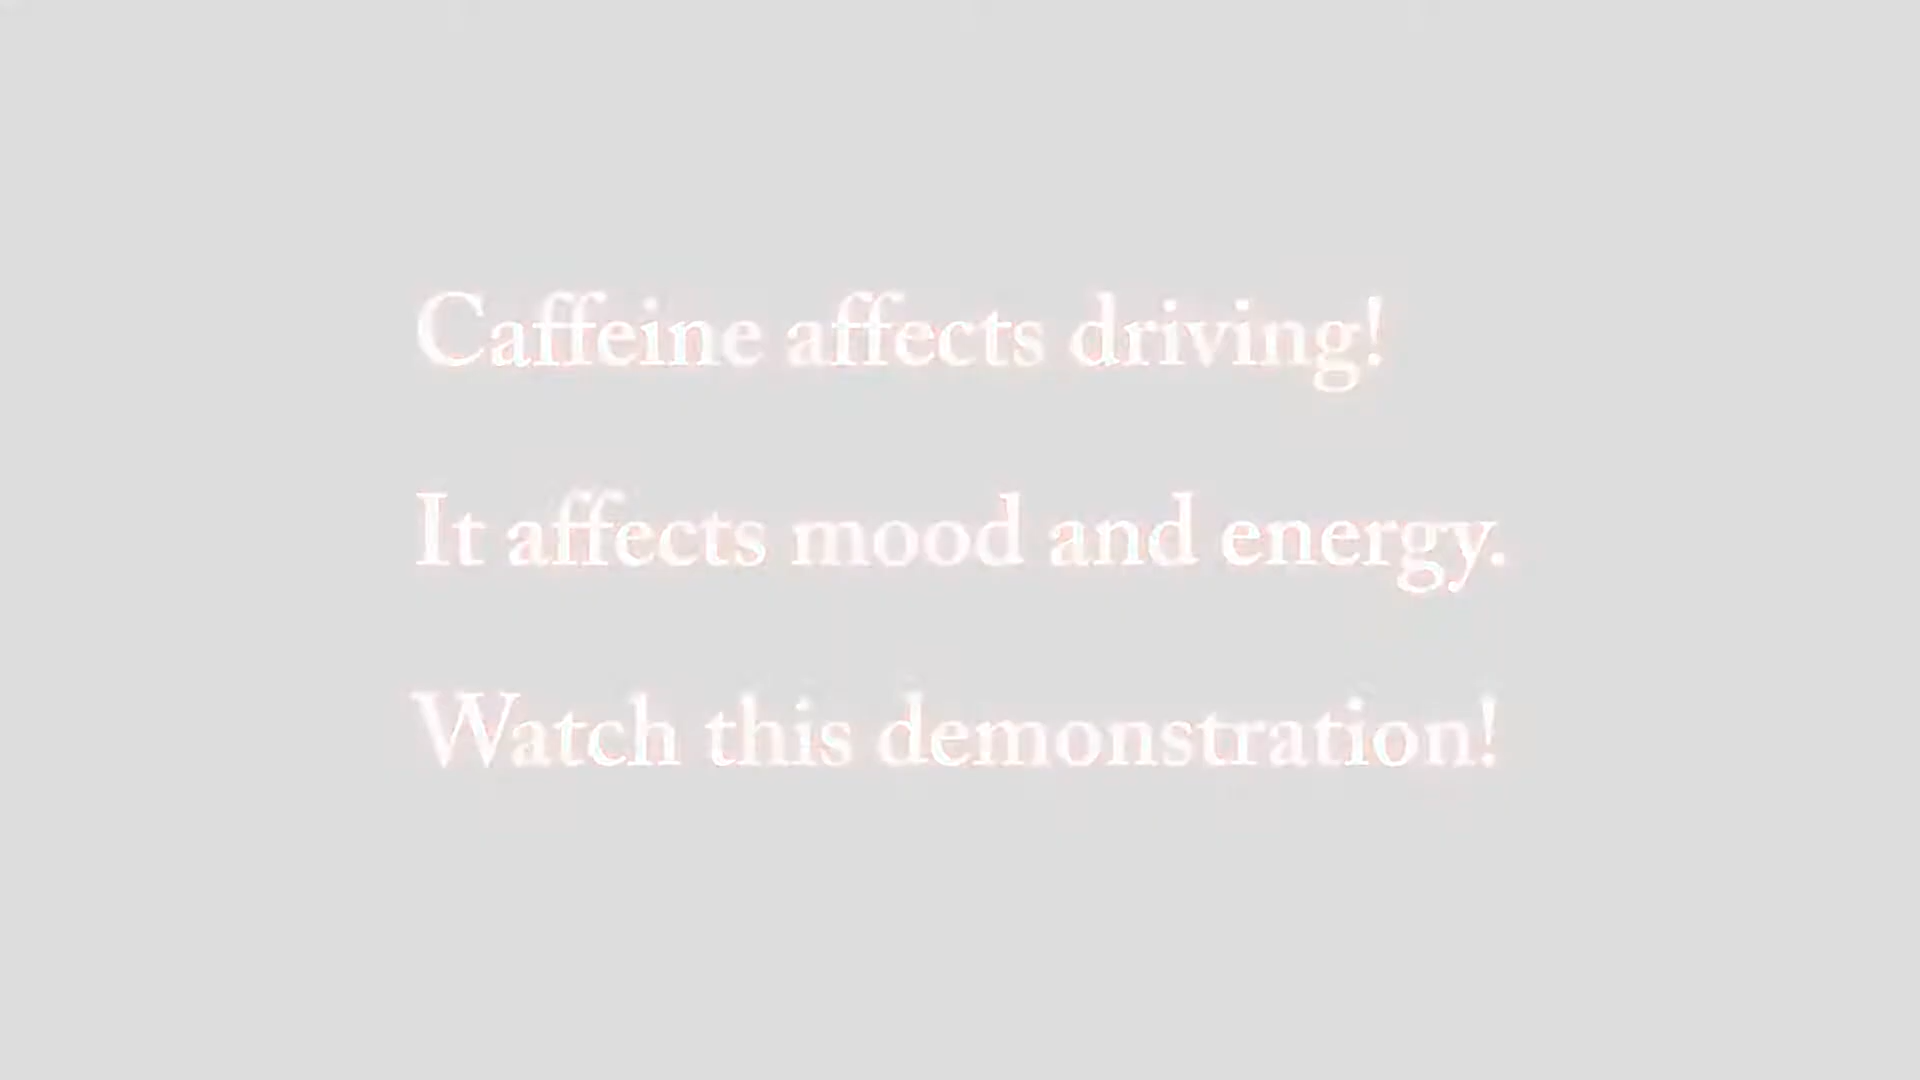 Caffeine affects driving!
It affects mood and energy.
Watch this demonstration!